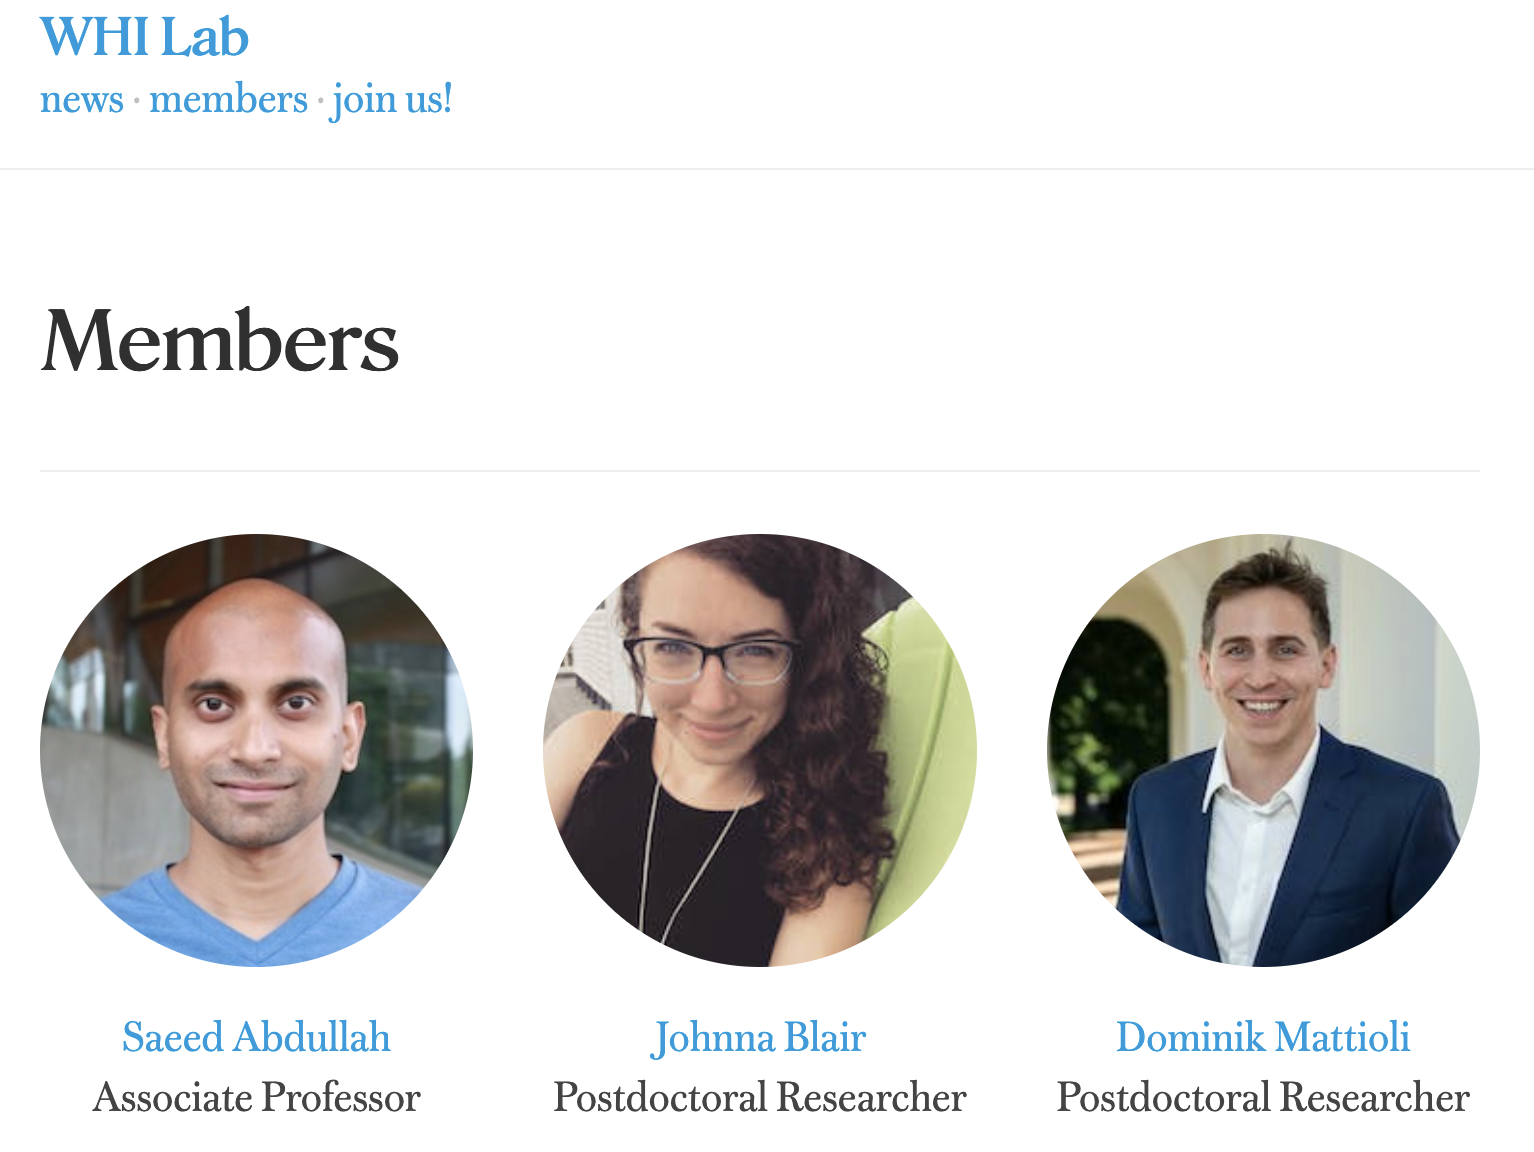 WHI Lab
news · members · join us!
Members
Saeed Abdullah
Associate Professor
Johnna Blair
Postdoctoral Researcher
Dominik Mattioli
Postdoctoral Researcher